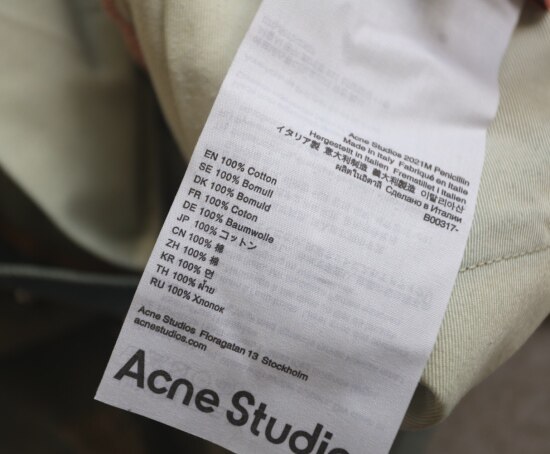 Acne Studios 2021M Penicillin
Made in Italy Fabriqué en Italie
Hergestellt in Italien Fremstillet i Italien
イタリア製 意大利制造 義大利製造 이탈리아산
ผลิตในอิตาลี Сделано в Италии
B00317-
EN 100% Cotton
SE 100% Bomull
DK 100% Bomuld
FR 100% Coton
DE 100% Baumwolle
JP 100% コットン
CN 100% 棉
ZH 100% 棉
KR 100% 면
TH 100% ฝ้าย
RU 100% Хлопок
Acne Studios Floragatan 13 Stockholm
acnestudios.com
Acne Studio